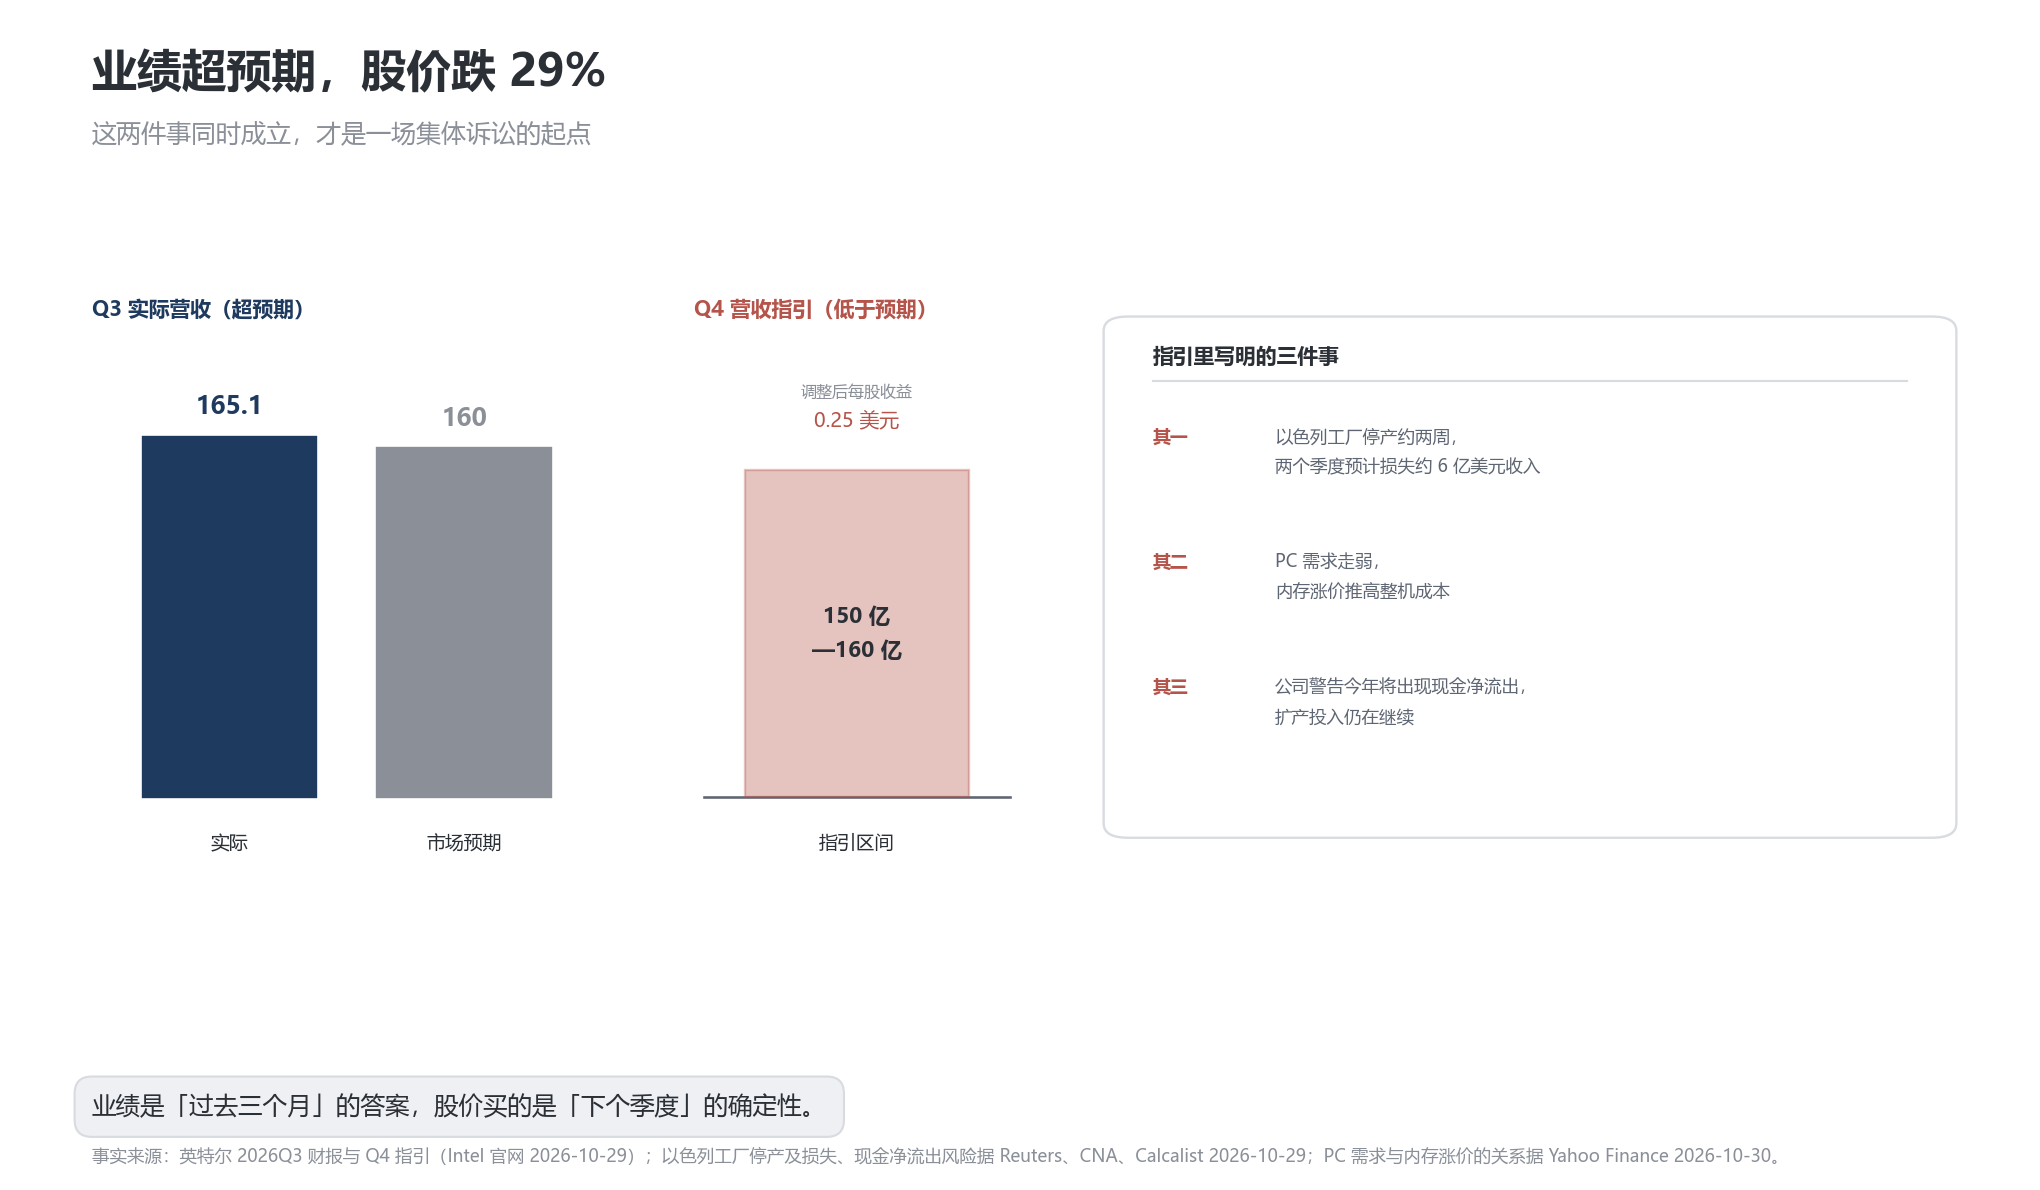 业绩超预期，股价跌 29%
这两件事同时成立，才是一场集体诉讼的起点
Q3 实际营收（超预期）
165.1
160
实际
市场预期
Q4 营收指引（低于预期）
调整后每股收益
0.25 美元
150 亿
—160 亿
指引区间
指引里写明的三件事
其一
以色列工厂停产约两周，
两个季度预计损失约 6 亿美元收入
其二
PC 需求走弱，
内存涨价推高整机成本
其三
公司警告今年将出现现金净流出，
扩产投入仍在继续
业绩是「过去三个月」的答案，股价买的是「下个季度」的确定性。
事实来源：英特尔 2026Q3 财报与 Q4 指引（Intel 官网 2026-10-29）；以色列工厂停产及损失、现金净流出风险据 Reuters、CNA、Calcalist 2026-10-29；PC 需求与内存涨价的关系据 Yahoo Finance 2026-10-30。